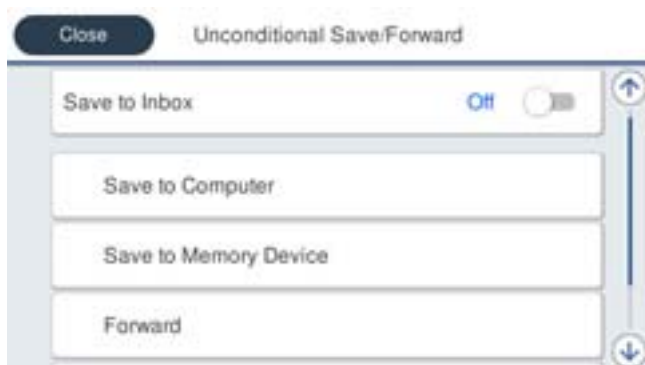 Close Unconditional Save/Forward
Save to Inbox Off
Save to Computer
Save to Memory Device
Forward